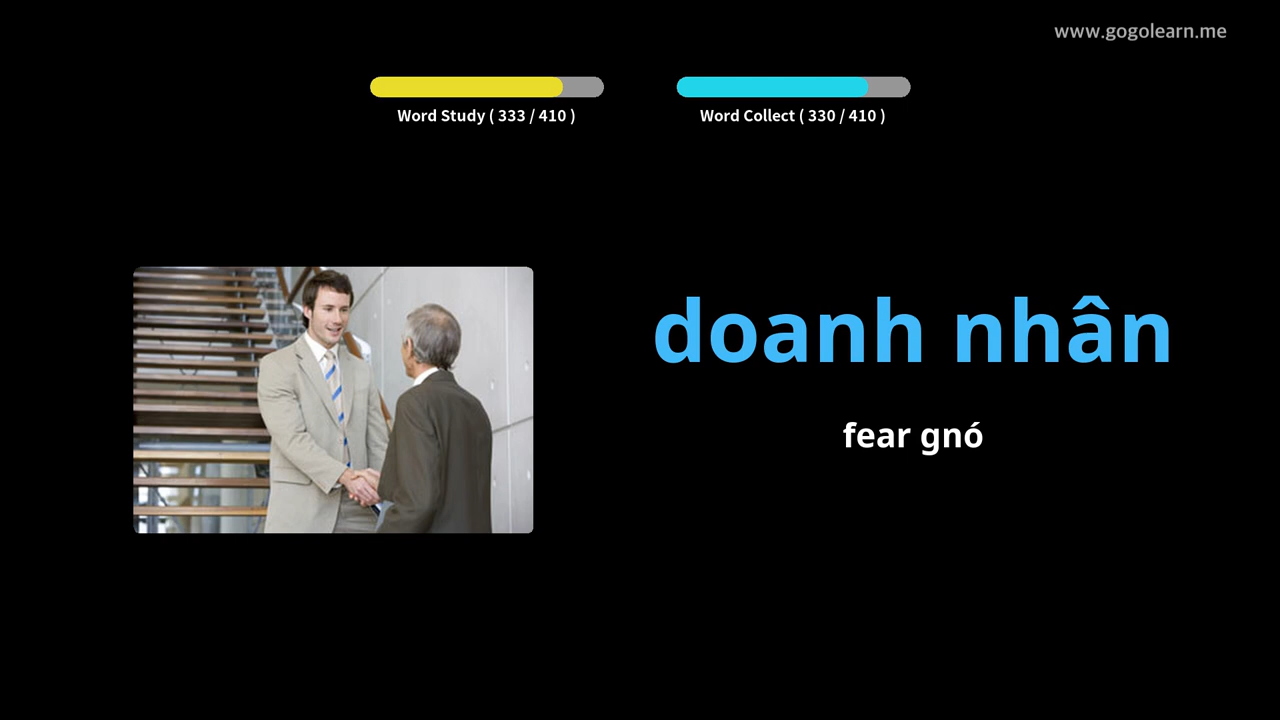 www.gogolearn.me
Word Study ( 333 / 410 )
Word Collect ( 330 / 410 )
doanh nhân
fear gnó